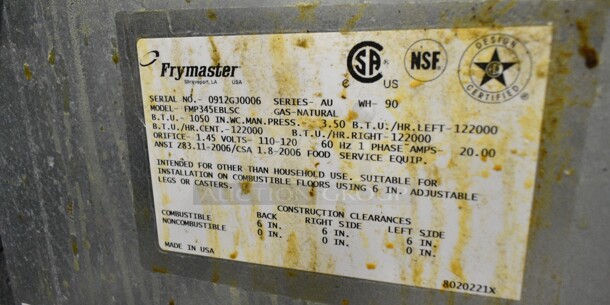 Frymaster
Shreveport, LA USA
CSA ®
C US
NSF®
DESIGN
CERTIFIED
SERIAL NO.- 0912GJ0006 SERIES- AU WH- 90
MODEL- FMP345EBLSC GAS-NATURAL
B.T.U.- 1050 IN.WC.MAN.PRESS.- 3.50 B.T.U./HR.LEFT-122000
B.T.U./HR.CENT.-122000 B.T.U./HR.RIGHT-122000
ORIFICE- 1.45 VOLTS- 110-120 60 HZ 1 PHASE AMPS- 20.00
ANSI Z83.11-2006/CSA 1.8-2006 FOOD SERVICE EQUIP.
INTENDED FOR OTHER THAN HOUSEHOLD USE. SUITABLE FOR
INSTALLATION ON COMBUSTIBLE FLOORS USING 6 IN. ADJUSTABLE
LEGS OR CASTERS.
AUCTION GROUP
CONSTRUCTION CLEARANCES
BACK RIGHT SIDE LEFT SIDE
COMBUSTIBLE 6 IN. 6 IN. 6 IN.
NONCOMBUSTIBLE 0 IN. 0 IN. 0 IN.
MADE IN USA
8020221X